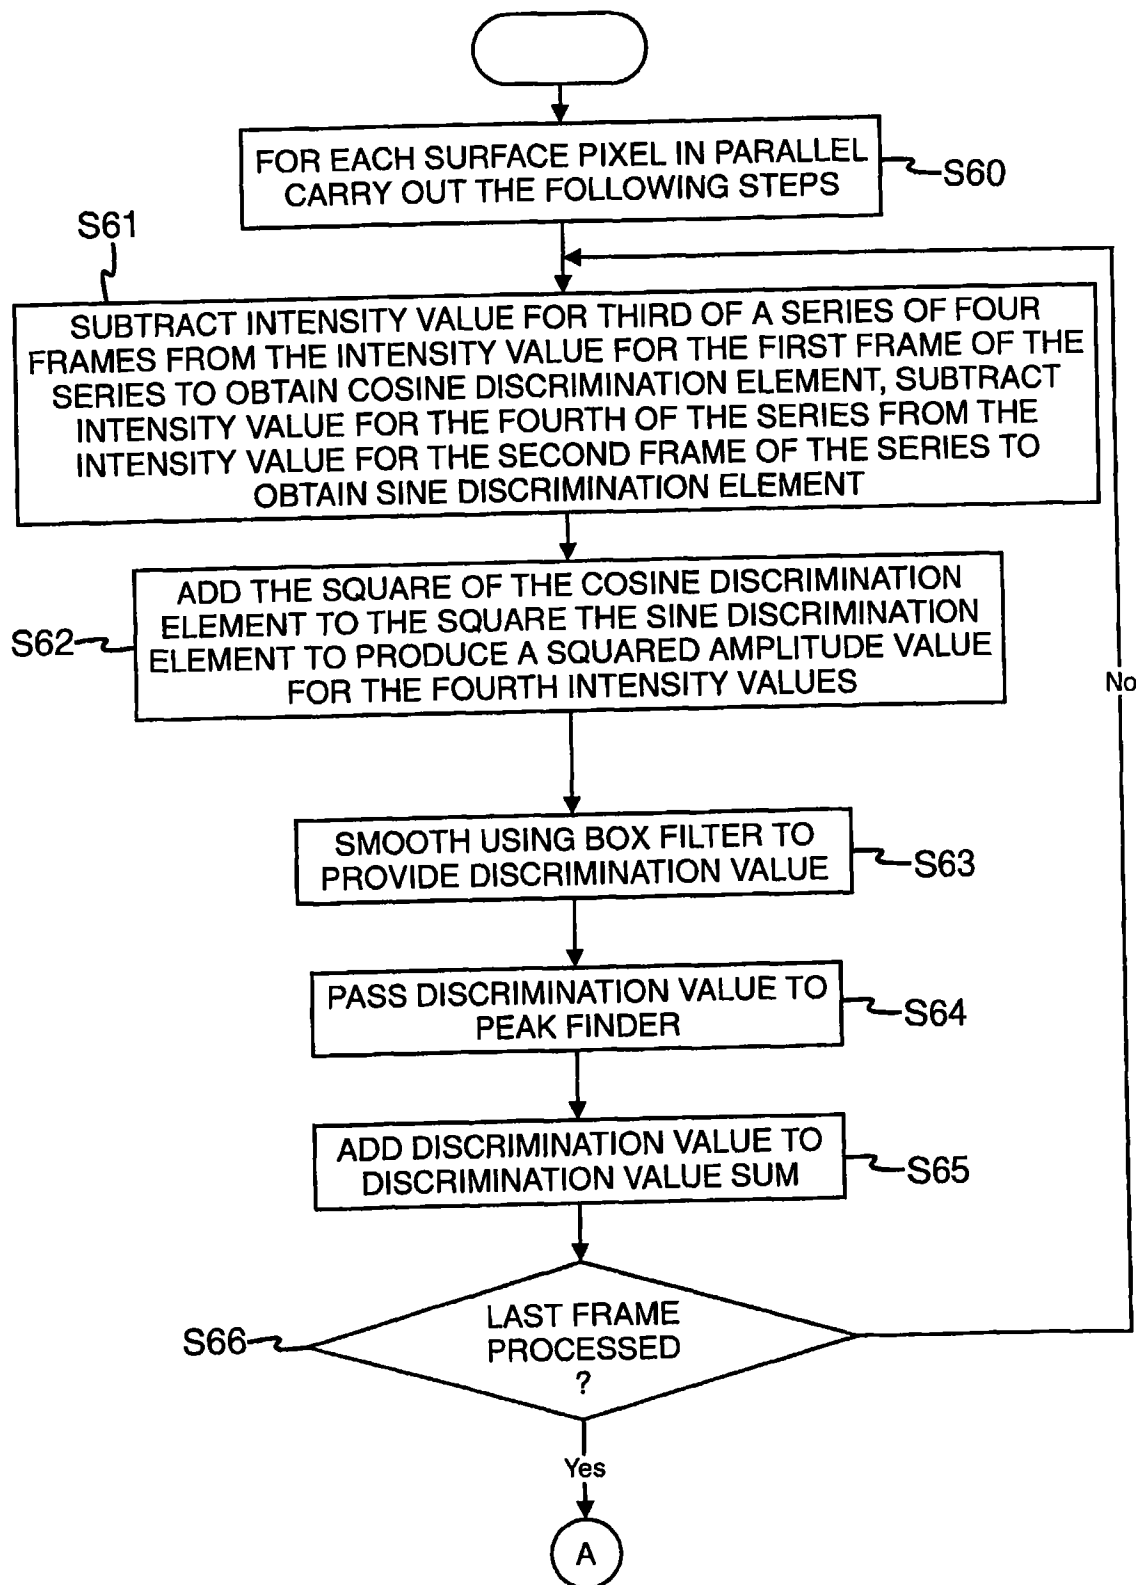 FOR EACH SURFACE PIXEL IN PARALLEL
CARRY OUT THE FOLLOWING STEPS
S60
S61
SUBTRACT INTENSITY VALUE FOR THIRD OF A SERIES OF FOUR
FRAMES FROM THE INTENSITY VALUE FOR THE FIRST FRAME OF THE
SERIES TO OBTAIN COSINE DISCRIMINATION ELEMENT, SUBTRACT
INTENSITY VALUE FOR THE FOURTH OF THE SERIES FROM THE
INTENSITY VALUE FOR THE SECOND FRAME OF THE SERIES TO
OBTAIN SINE DISCRIMINATION ELEMENT
ADD THE SQUARE OF THE COSINE DISCRIMINATION
ELEMENT TO THE SQUARE THE SINE DISCRIMINATION
ELEMENT TO PRODUCE A SQUARED AMPLITUDE VALUE
FOR THE FOURTH INTENSITY VALUES
S62
No
SMOOTH USING BOX FILTER TO
PROVIDE DISCRIMINATION VALUE
S63
PASS DISCRIMINATION VALUE TO
PEAK FINDER
S64
ADD DISCRIMINATION VALUE TO
DISCRIMINATION VALUE SUM
S65
S66
LAST FRAME
PROCESSED
?
Yes
A